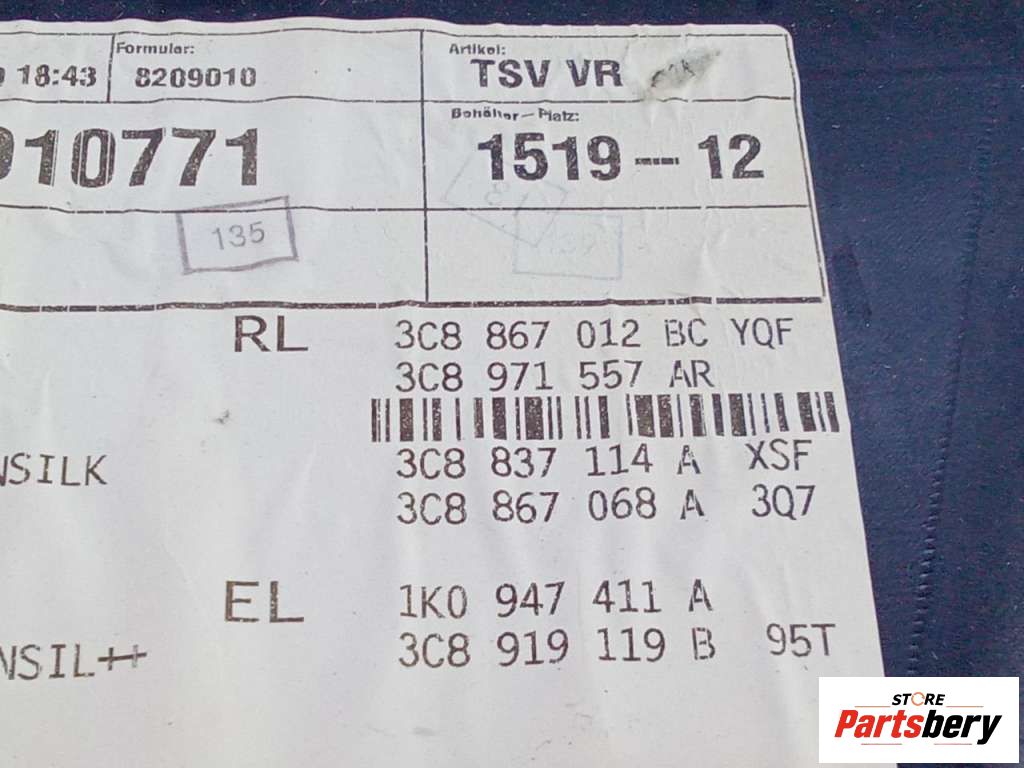 Formular:
Artikel:
18:43
8209010
TSV VR
Behälter-Platz:
910771
1519--12
135
RL
3C8 867 012 BC YQF
3C8 971 557 AR
NSILK
3C8 837 114 A XSF
3C8 867 068 A 3Q7
EL
1K0 947 411 A
NSIL++
3C8 919 119 B 95T
STORE
Partsbery